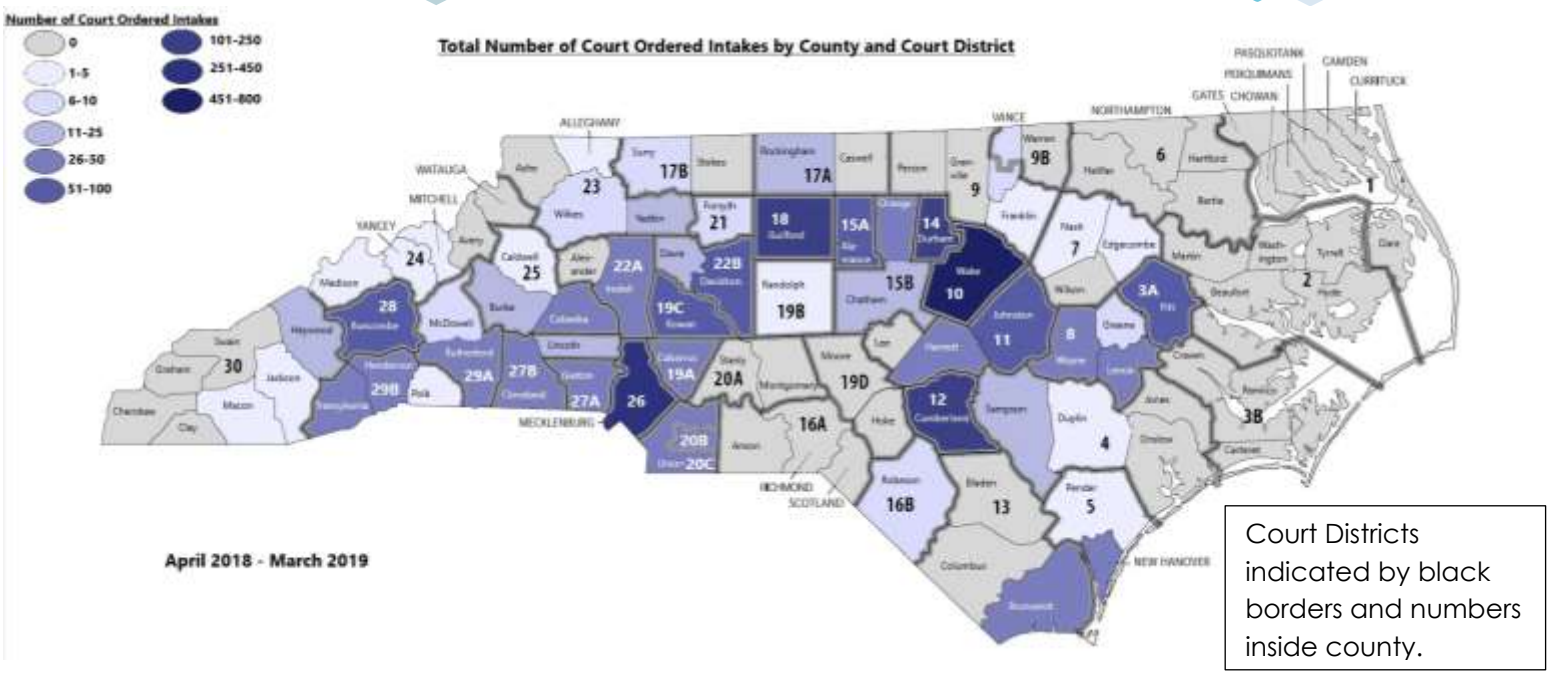 Number of Court Ordered Intakes
0
1-5
6-10
11-25
26-50
51-100
101-250
251-450
451-800
Total Number of Court Ordered Intakes by County and Court District
PASQUOTANK
CAMDEN
PERQUIMANS
CURRITUCK
GATES
CHOWAN
NORTHAMPTON
VANCE
ALLEGHANY
WATAUGA
MITCHELL
YANCEY
Ashe
Surry
17B
Stokes
Rockingham
17A
Caswell
Person
Gran-
ville
9
Warren
9B
Halifax
6
Hertford
1
23
Wilkes
Yadkin
Forsyth
21
18
Guilford
15A
Ala-
mance
Orange
14
Durham
Franklin
Nash
7
Edgecombe
Bertie
Martin
Wash-
ington
Tyrrell
Dare
2
Hyde
Beaufort
Avery
24
Madison
Caldwell
25
Alex-
ander
22A
Iredell
Davie
22B
Davidson
Randolph
19B
15B
Chatham
Wake
10
Wilson
3A
Pitt
28
Buncombe
McDowell
Burke
Catawba
19C
Rowan
Johnston
11
8
Wayne
Greene
Lenoir
Craven
Haywood
Swain
30
Graham
Jackson
Cherokee
Macon
Clay
Henderson
29B
Transylvania
Polk
Rutherford
29A
27B
Cleveland
Lincoln
Gaston
27A
26
MECKLENBURG
Cabarrus
19A
Stanly
20A
Montgomery
Moore
19D
Lee
Harnett
12
Cumberland
Sampson
Duplin
4
Jones
Onslow
Pamlico
3B
Carteret
20B
Union
20C
Anson
16A
RICHMOND
SCOTLAND
Hoke
Robeson
16B
Bladen
13
Pender
5
Columbus
Brunswick
NEW HANOVER
April 2018 - March 2019
Court Districts
indicated by black
borders and numbers
inside county.